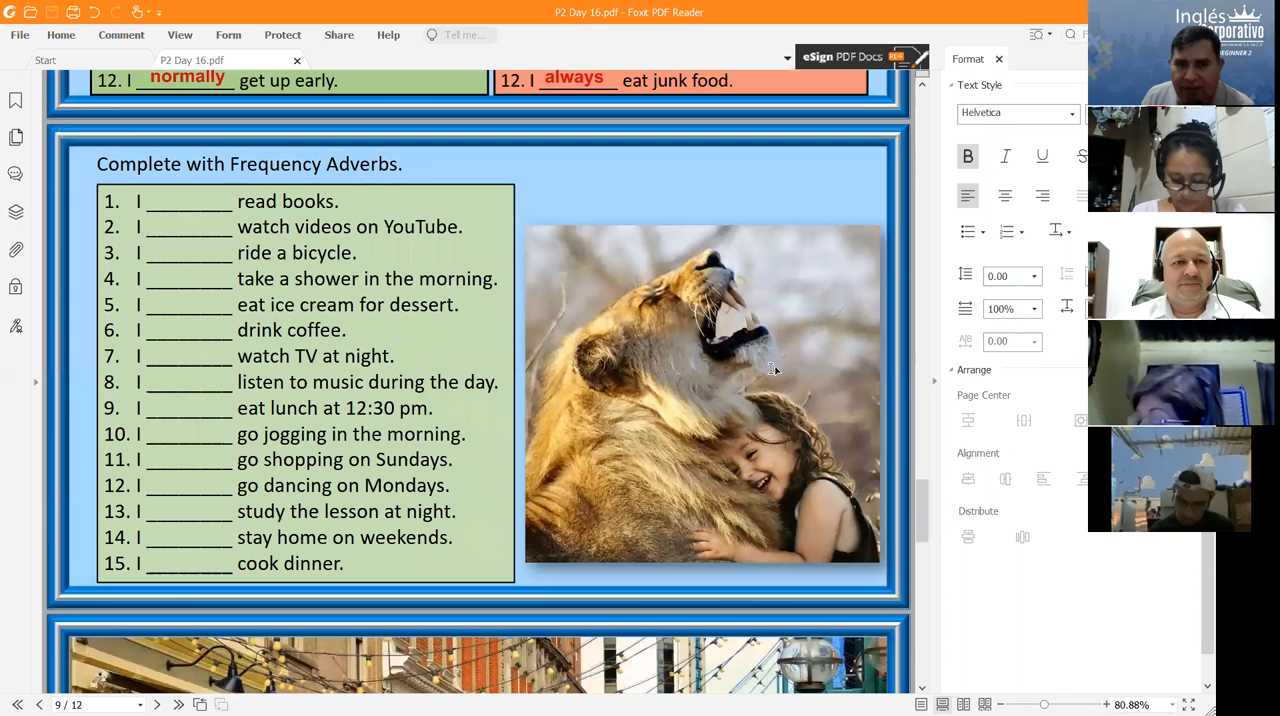 P2 Day 16.pdf - Foxit PDF Reader
File Home Comment View Form Protect Share Help Tell me...
Start P2 Day 16.pdf eSign PDF Docs PDF
Format
Text Style
Helvetica
B I U S
0.00
100%
0.00
Arrange
Page Center
Alignment
Distribute
12. I normally get up early.
12. I always eat junk food.
Complete with Frequency Adverbs.
1. I ________ read books.
2. I ________ watch videos on YouTube.
3. I ________ ride a bicycle.
4. I ________ take a shower in the morning.
5. I ________ eat ice cream for dessert.
6. I ________ drink coffee.
7. I ________ watch TV at night.
8. I ________ listen to music during the day.
9. I ________ eat lunch at 12:30 pm.
10. I ________ go jogging in the morning.
11. I ________ go shopping on Sundays.
12. I ________ go dancing on Mondays.
13. I ________ study the lesson at night.
14. I ________ stay home on weekends.
15. I ________ cook dinner.
9 / 12
80.88%
Inglés
Corporativo
BEGINNER 2